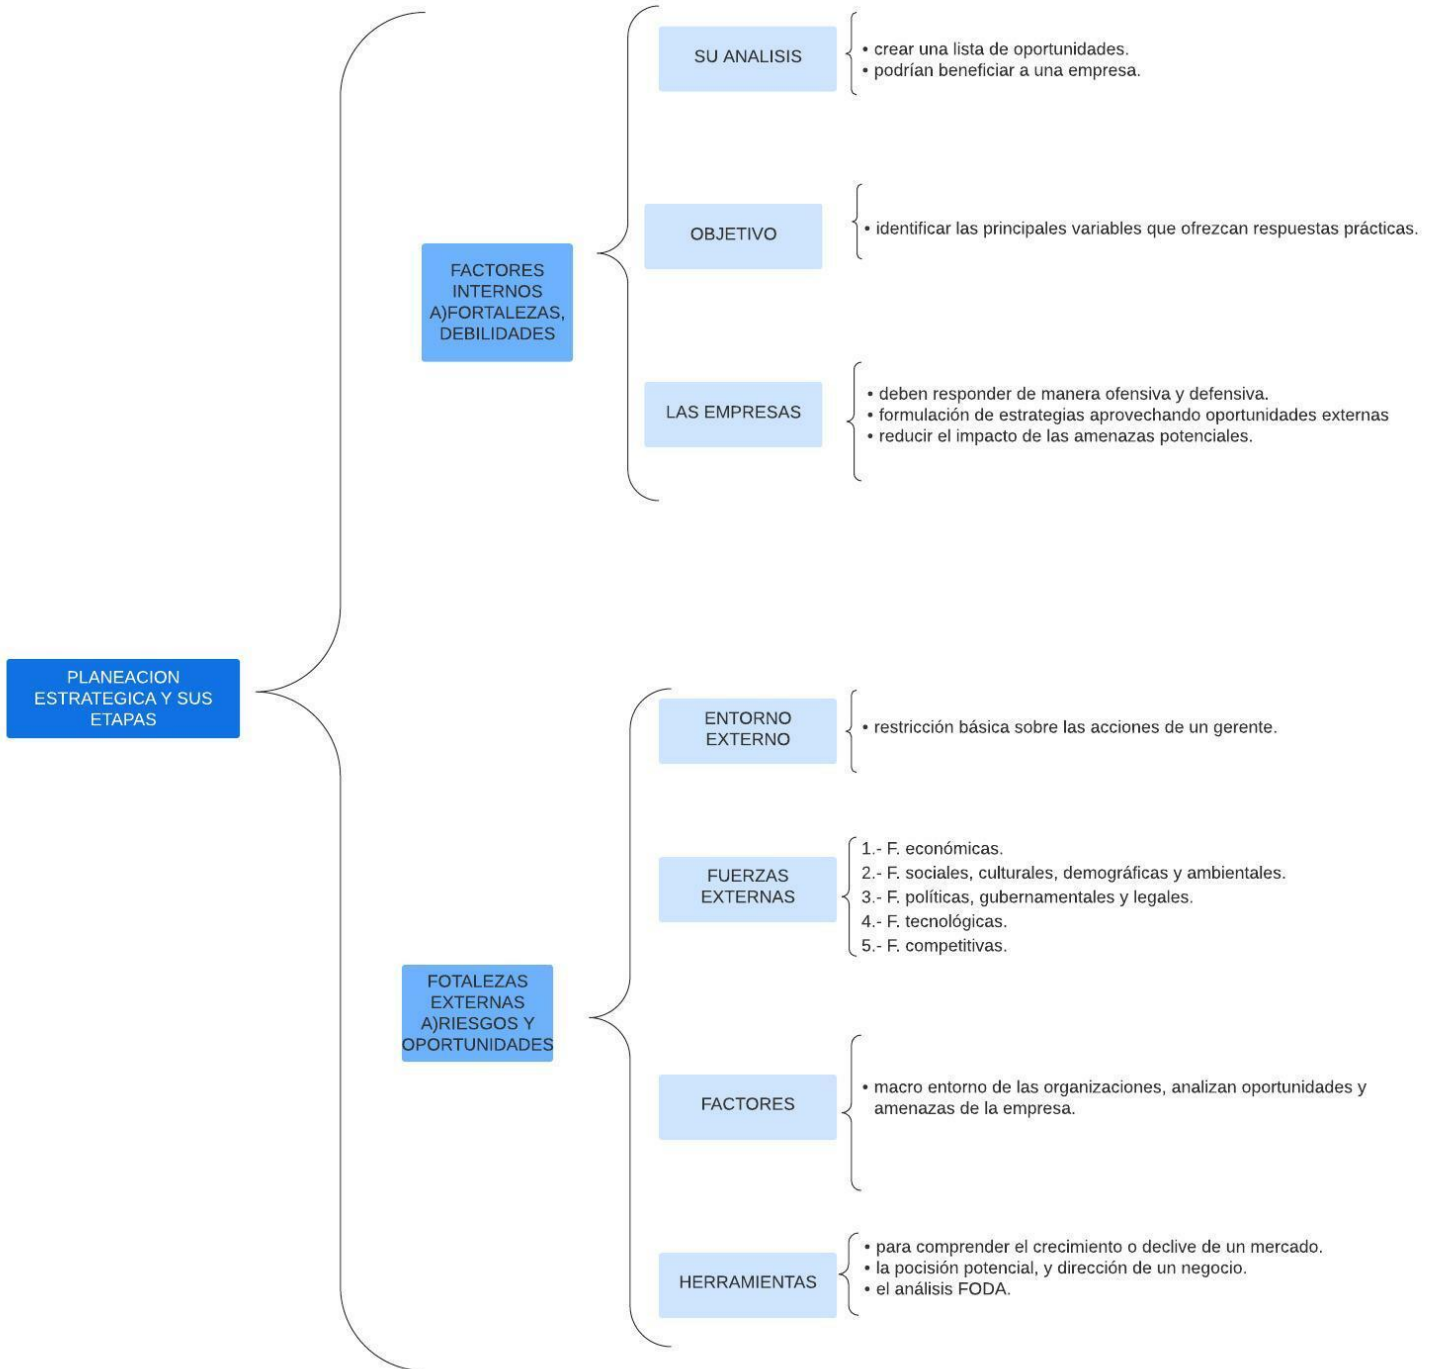 PLANEACION
ESTRATEGICA Y SUS
ETAPAS
FACTORES
INTERNOS
A)FORTALEZAS,
DEBILIDADES
SU ANALISIS
• crear una lista de oportunidades.
• podrían beneficiar a una empresa.
OBJETIVO
• identificar las principales variables que ofrezcan respuestas prácticas.
LAS EMPRESAS
• deben responder de manera ofensiva y defensiva.
• formulación de estrategias aprovechando oportunidades externas
• reducir el impacto de las amenazas potenciales.
FOTALEZAS
EXTERNAS
A)RIESGOS Y
OPORTUNIDADES
ENTORNO
EXTERNO
• restricción básica sobre las acciones de un gerente.
FUERZAS
EXTERNAS
1.- F. económicas.
2.- F. sociales, culturales, demográficas y ambientales.
3.- F. políticas, gubernamentales y legales.
4.- F. tecnológicas.
5.- F. competitivas.
FACTORES
• macro entorno de las organizaciones, analizan oportunidades y
amenazas de la empresa.
HERRAMIENTAS
• para comprender el crecimiento o declive de un mercado.
• la pocisión potencial, y dirección de un negocio.
• el análisis FODA.